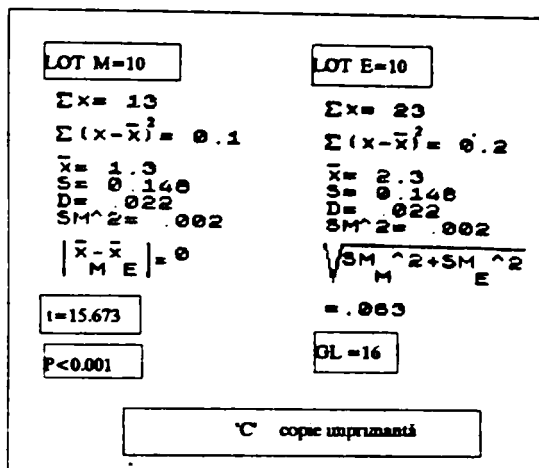 LOT M=10
Σx= 13
Σ(x-x̄)²= 0.1
x̄= 1.3
S= 0.148
D= .022
SM^2= .002
|x̄M-x̄E|=0
t=15.673
P<0.001
LOT E=10
Σx= 23
Σ(x-x̄)²= 0.2
x̄= 2.3
S= 0.148
D= .022
SM^2= .002
√SMM^2+SME^2
=.063
GL =16
'C' copie imprimantă